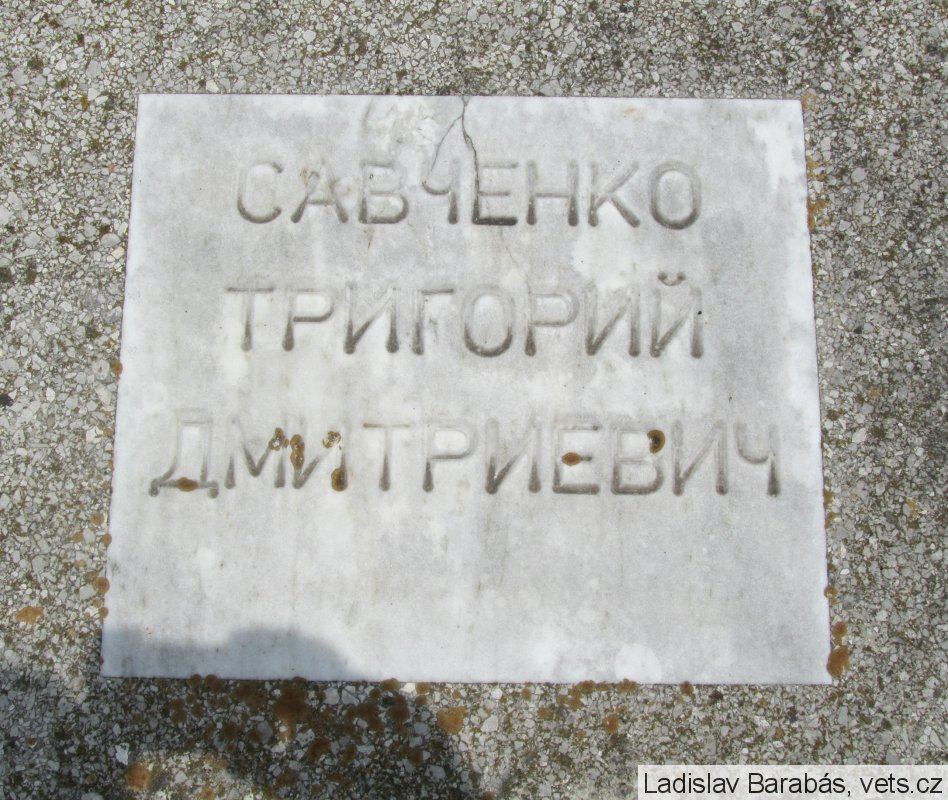 САВЧЕНКО
ТРИГОРИЙ
ДМИТРИЕВИЧ
Ladislav Barabás, vets.cz